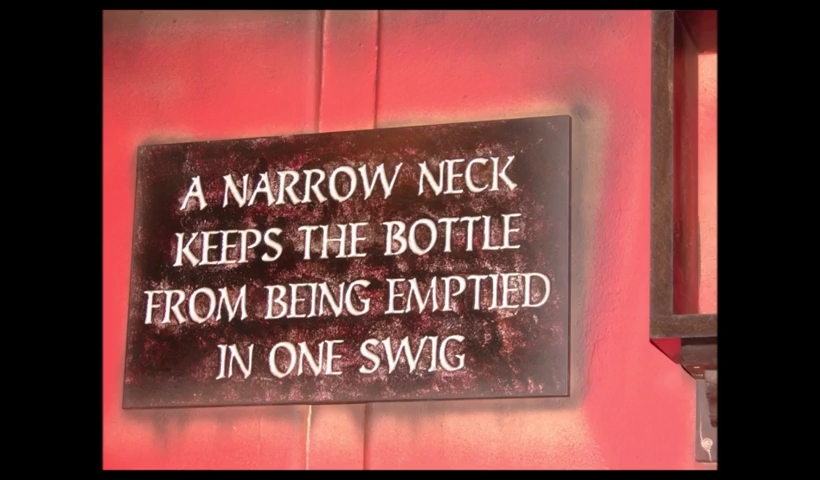 A NARROW NECK
KEEPS THE BOTTLE
FROM BEING EMPTIED
IN ONE SWIG